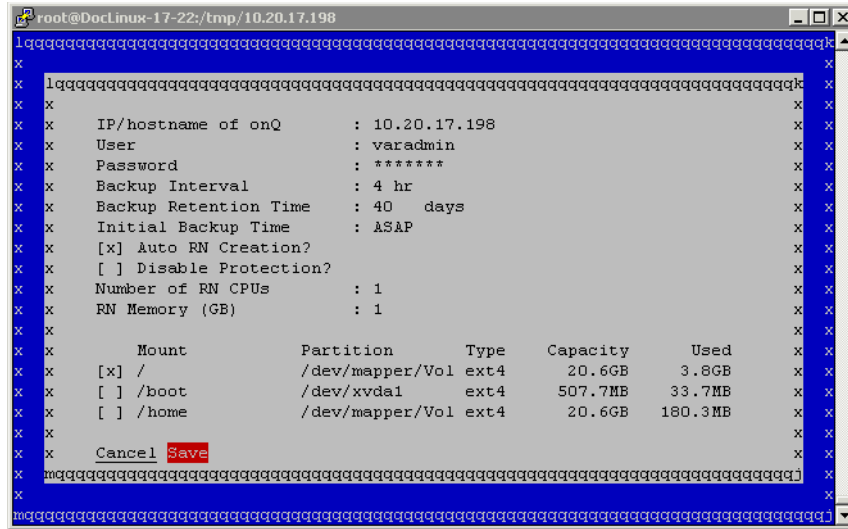 root@DocLinux-17-22:/tmp/10.20.17.198
lqqqqqqqqqqqqqqqqqqqqqqqqqqqqqqqqqqqqqqqqqqqqqqqqqqqqqqqqqqqqqqqqqqqqqqqqqqqqqqk
x x
x lqqqqqqqqqqqqqqqqqqqqqqqqqqqqqqqqqqqqqqqqqqqqqqqqqqqqqqqqqqqqqqqqqqqqqqqqk x
x x x x
x x IP/hostname of onQ : 10.20.17.198 x x
x x User : varadmin x x
x x Password : ******* x x
x x Backup Interval : 4 hr x x
x x Backup Retention Time : 40 days x x
x x Initial Backup Time : ASAP x x
x x [x] Auto RN Creation? x x
x x [ ] Disable Protection? x x
x x Number of RN CPUs : 1 x x
x x RN Memory (GB) : 1 x x
x x x x
x x Mount Partition Type Capacity Used x x
x x [x] / /dev/mapper/Vol ext4 20.6GB 3.8GB x x
x x [ ] /boot /dev/xvda1 ext4 507.7MB 33.7MB x x
x x [ ] /home /dev/mapper/Vol ext4 20.6GB 180.3MB x x
x x x x
x x Cancel Save x x
x mqqqqqqqqqqqqqqqqqqqqqqqqqqqqqqqqqqqqqqqqqqqqqqqqqqqqqqqqqqqqqqqqqqqqqqqqj x
x x
mqqqqqqqqqqqqqqqqqqqqqqqqqqqqqqqqqqqqqqqqqqqqqqqqqqqqqqqqqqqqqqqqqqqqqqqqqqqqqqj